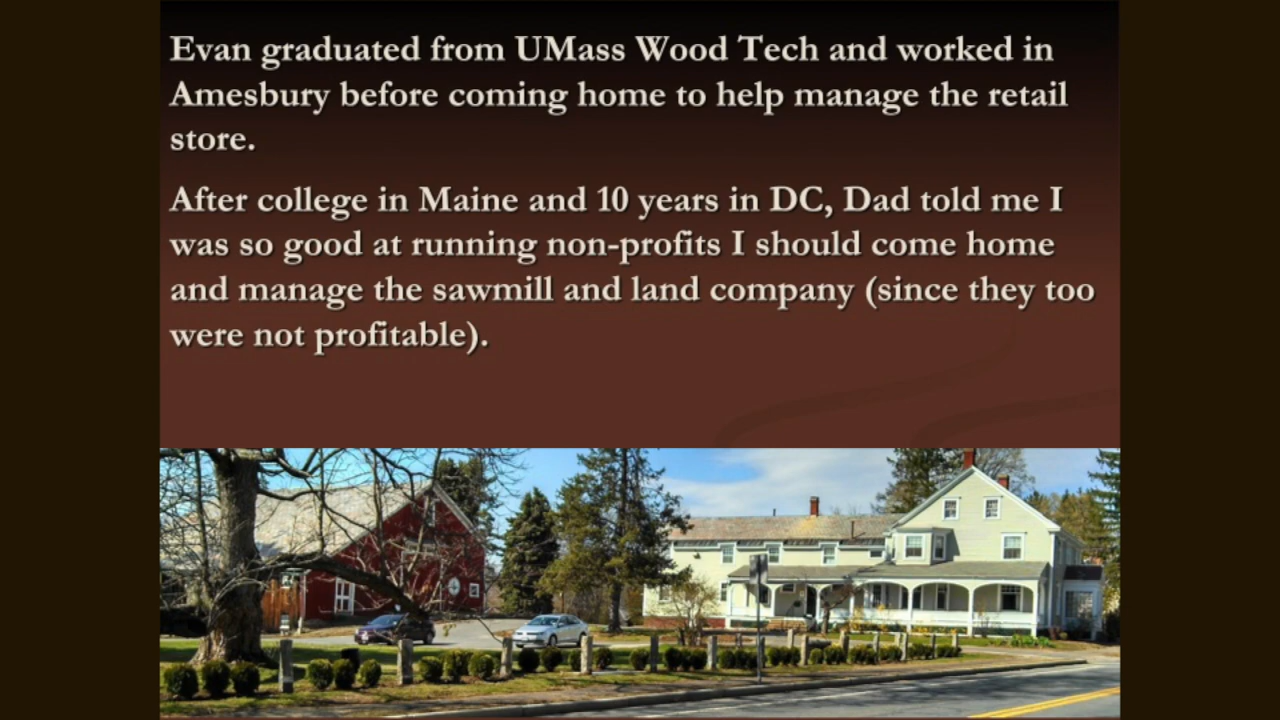 Evan graduated from UMass Wood Tech and worked in
Amesbury before coming home to help manage the retail
store.
After college in Maine and 10 years in DC, Dad told me I
was so good at running non-profits I should come home
and manage the sawmill and land company (since they too
were not profitable).